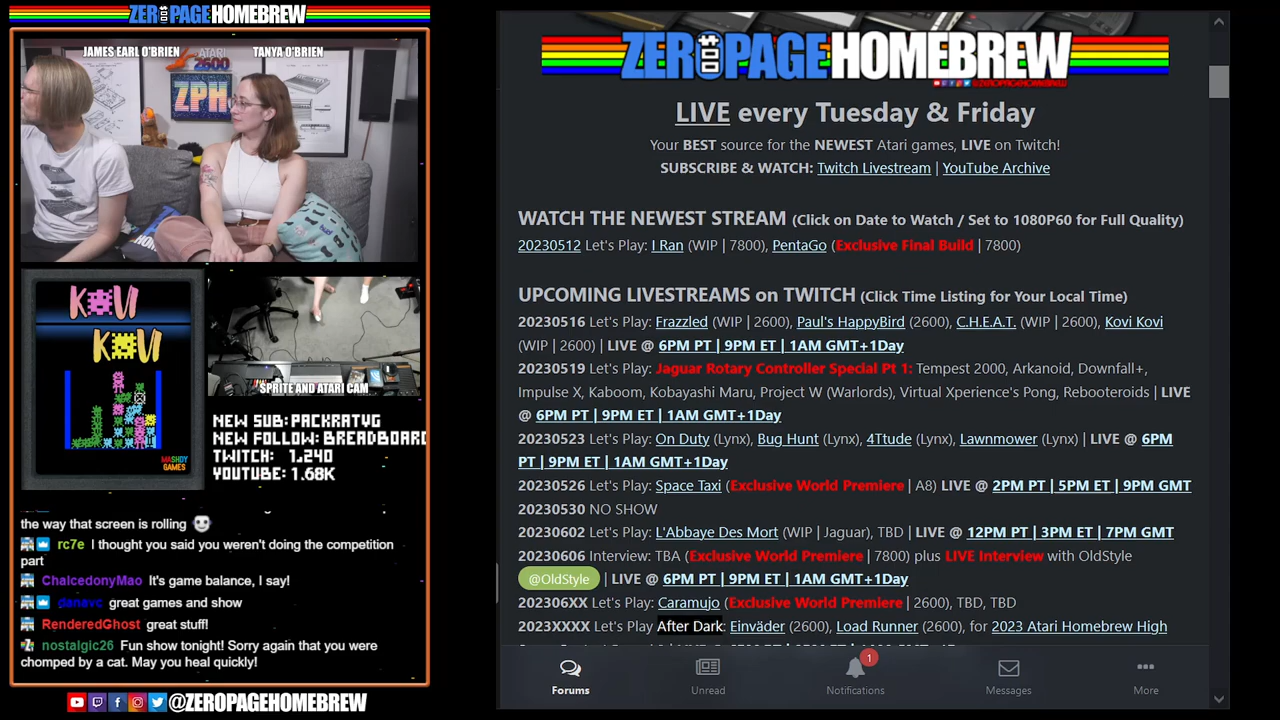 ZERO PAGE HOMEBREW
JAMES EARL O'BRIEN
TANYA O'BRIEN
ATARI
2600
ZPH
KOVI
KOVI
MASHDY
GAMES
SPRITE AND ATARI CAM
NEW SUB: PACKRATVG
NEW FOLLOW: BREADBOARD
TWITCH: 1,240
YOUTUBE: 1.68K
the way that screen is rolling
rc7e I thought you said you weren't doing the competition
part
ChalcedonyMao It's game balance, I say!
danavc great games and show
RenderedGhost great stuff!
nostalgic26 Fun show tonight! Sorry again that you were
chomped by a cat. May you heal quickly!
@ZEROPAGEHOMEBREW
ZERO PAGE HOMEBREW
@ZEROPAGEHOMEBREW
LIVE every Tuesday & Friday
Your BEST source for the NEWEST Atari games, LIVE on Twitch!
SUBSCRIBE & WATCH: Twitch Livestream | YouTube Archive
WATCH THE NEWEST STREAM (Click on Date to Watch / Set to 1080P60 for Full Quality)
20230512 Let's Play: I Ran (WIP | 7800), PentaGo (Exclusive Final Build | 7800)
UPCOMING LIVESTREAMS on TWITCH (Click Time Listing for Your Local Time)
20230516 Let's Play: Frazzled (WIP | 2600), Paul's HappyBird (2600), C.H.E.A.T. (WIP | 2600), Kovi Kovi
(WIP | 2600) | LIVE @ 6PM PT | 9PM ET | 1AM GMT+1Day
20230519 Let's Play: Jaguar Rotary Controller Special Pt 1: Tempest 2000, Arkanoid, Downfall+,
Impulse X, Kaboom, Kobayashi Maru, Project W (Warlords), Virtual Xperience's Pong, Rebooteroids | LIVE
@ 6PM PT | 9PM ET | 1AM GMT+1Day
20230523 Let's Play: On Duty (Lynx), Bug Hunt (Lynx), 4Ttude (Lynx), Lawnmower (Lynx) | LIVE @ 6PM
PT | 9PM ET | 1AM GMT+1Day
20230526 Let's Play: Space Taxi (Exclusive World Premiere | A8) LIVE @ 2PM PT | 5PM ET | 9PM GMT
20230530 NO SHOW
20230602 Let's Play: L'Abbaye Des Mort (WIP | Jaguar), TBD | LIVE @ 12PM PT | 3PM ET | 7PM GMT
20230606 Interview: TBA (Exclusive World Premiere | 7800) plus LIVE Interview with OldStyle
@OldStyle | LIVE @ 6PM PT | 9PM ET | 1AM GMT+1Day
202306XX Let's Play: Caramujo (Exclusive World Premiere | 2600), TBD, TBD
2023XXXX Let's Play After Dark: Einväder (2600), Load Runner (2600), for 2023 Atari Homebrew High
1
Forums
Unread
Notifications
Messages
More